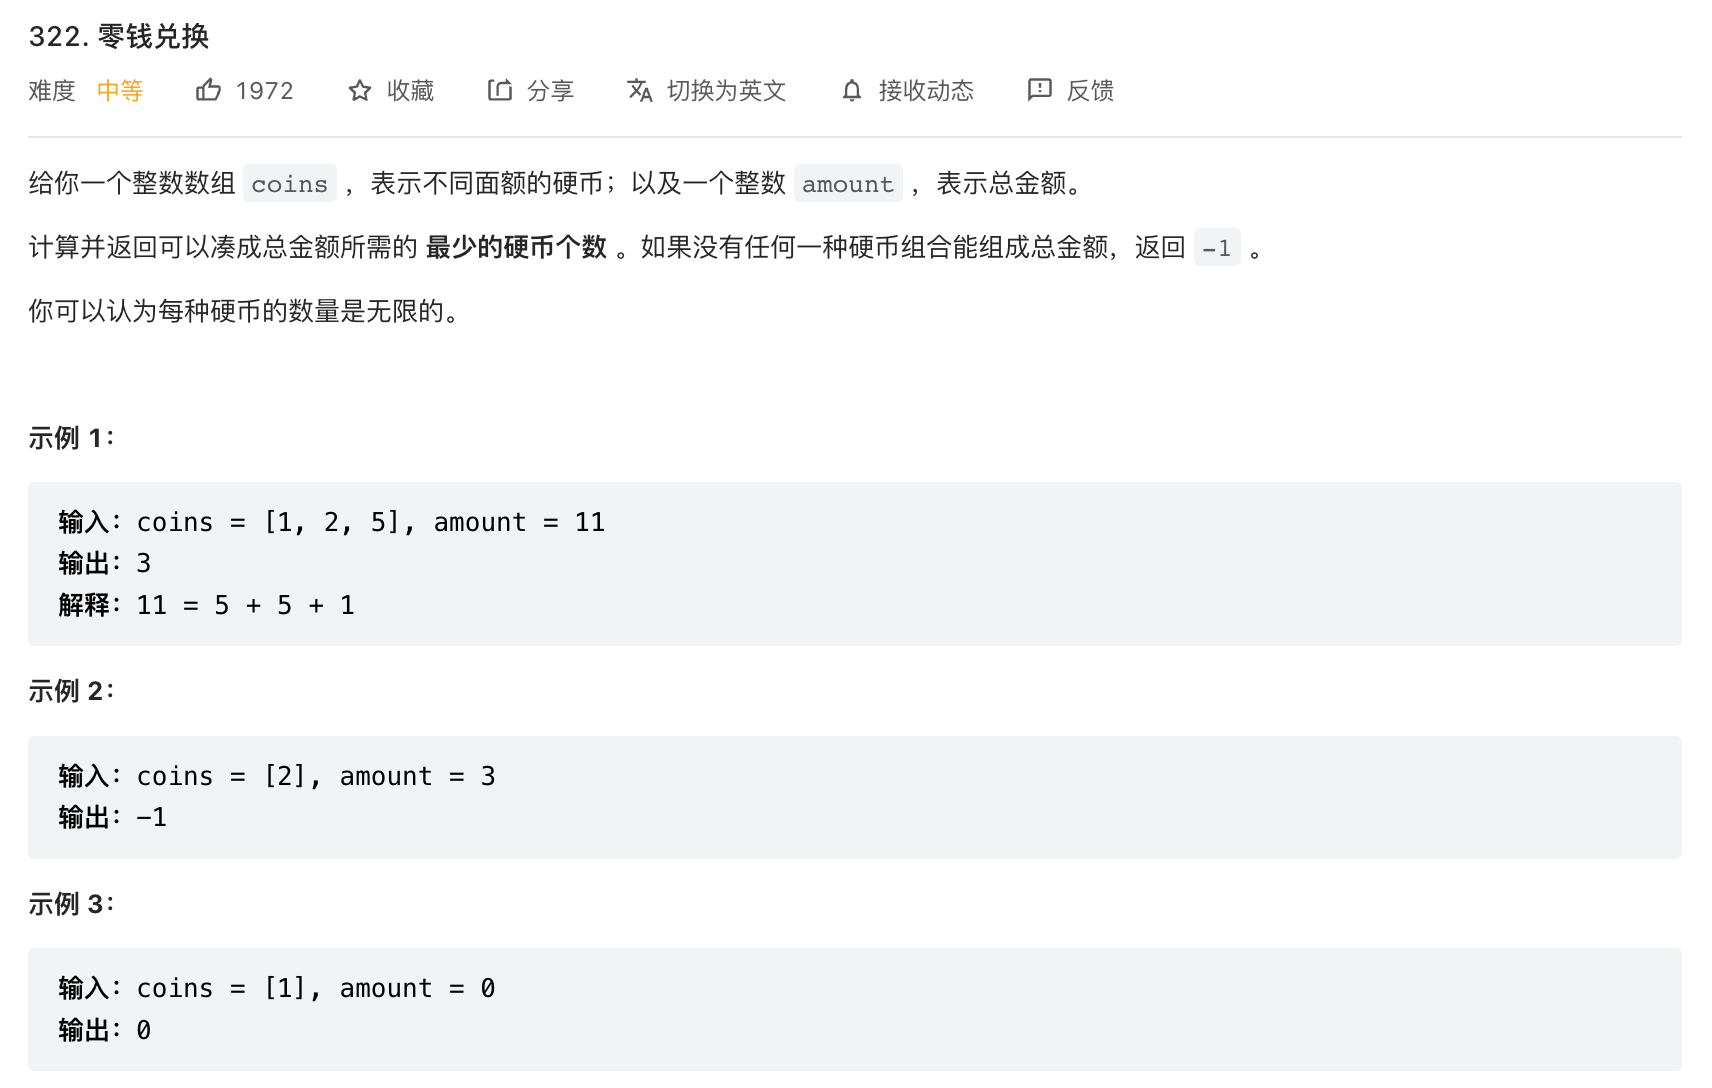 322. 零钱兑换
难度 中等 1972 收藏 分享 切换为英文 接收动态 反馈
给你一个整数数组 coins ，表示不同面额的硬币；以及一个整数 amount ，表示总金额。
计算并返回可以凑成总金额所需的 最少的硬币个数 。如果没有任何一种硬币组合能组成总金额，返回 -1 。
你可以认为每种硬币的数量是无限的。
示例 1：
输入：coins = [1, 2, 5], amount = 11
输出：3
解释：11 = 5 + 5 + 1
示例 2：
输入：coins = [2], amount = 3
输出：-1
示例 3：
输入：coins = [1], amount = 0
输出：0